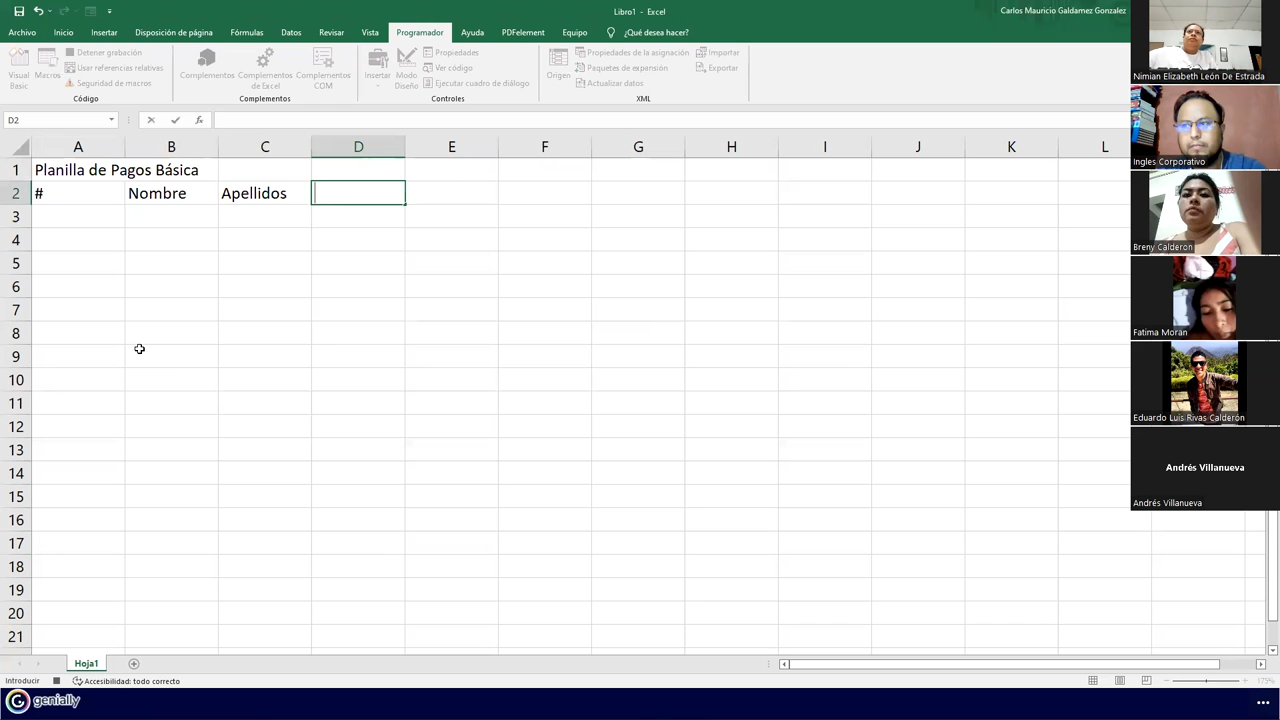 Libro1 - Excel
Carlos Mauricio Galdamez Gonzalez
Archivo Inicio Insertar Disposición de página Fórmulas Datos Revisar Vista Programador Ayuda PDFelement Equipo ¿Qué desea hacer?
Visual Basic
Macros
Detener grabación
Usar referencias relativas
Seguridad de macros
Código
Complementos
Complementos de Excel
Complementos COM
Complementos
Insertar
Modo Diseño
Propiedades
Ver código
Ejecutar cuadro de diálogo
Controles
Origen
Propiedades de la asignación
Paquetes de expansión
Actualizar datos
Importar
Exportar
XML
D2
fx
A B C D E F G H I J K L
1 Planilla de Pagos Básica
2 # Nombre Apellidos
3
4
5
6
7
8
9
10
11
12
13
14
15
16
17
18
19
20
21
Hoja1
Introducir
Accesibilidad: todo correcto
175%
genially
Nimian Elizabeth León De Estrada
Ingles Corporativo
Breny Calderon
Fatima Moran
Eduardo Luis Rivas Calderón
Andrés Villanueva
Andrés Villanueva